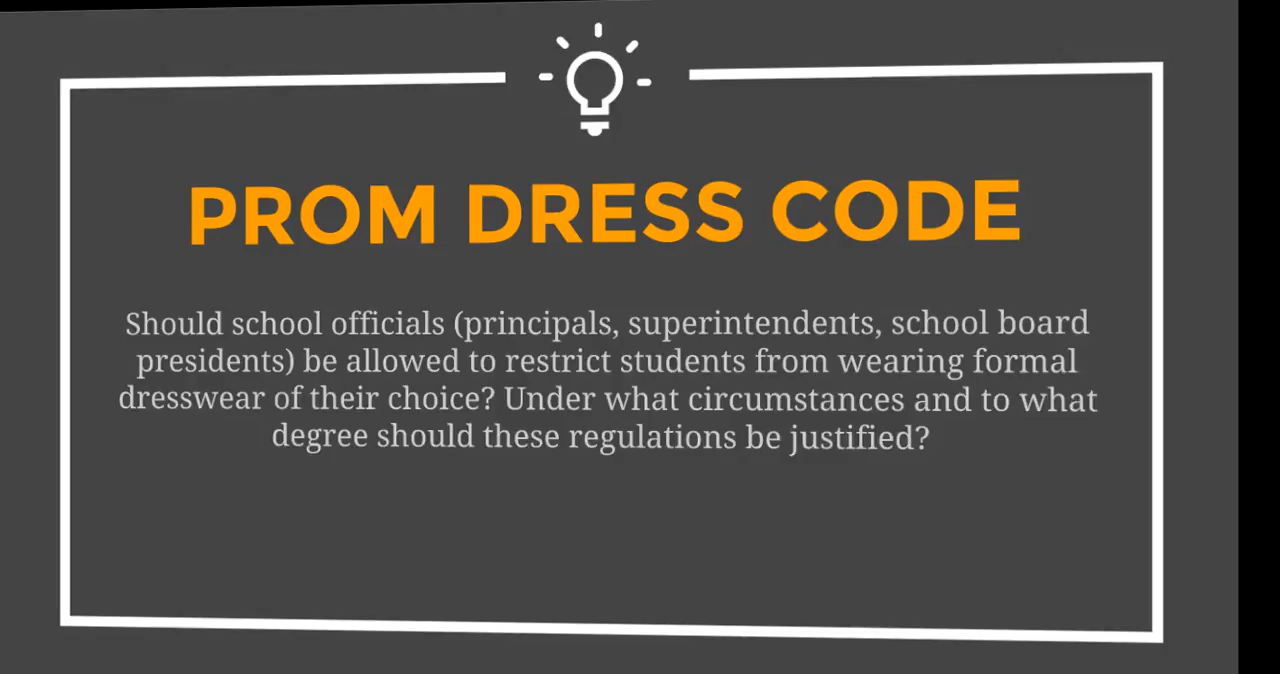 PROM DRESS CODE
Should school officials (principals, superintendents, school board
presidents) be allowed to restrict students from wearing formal
dresswear of their choice? Under what circumstances and to what
degree should these regulations be justified?